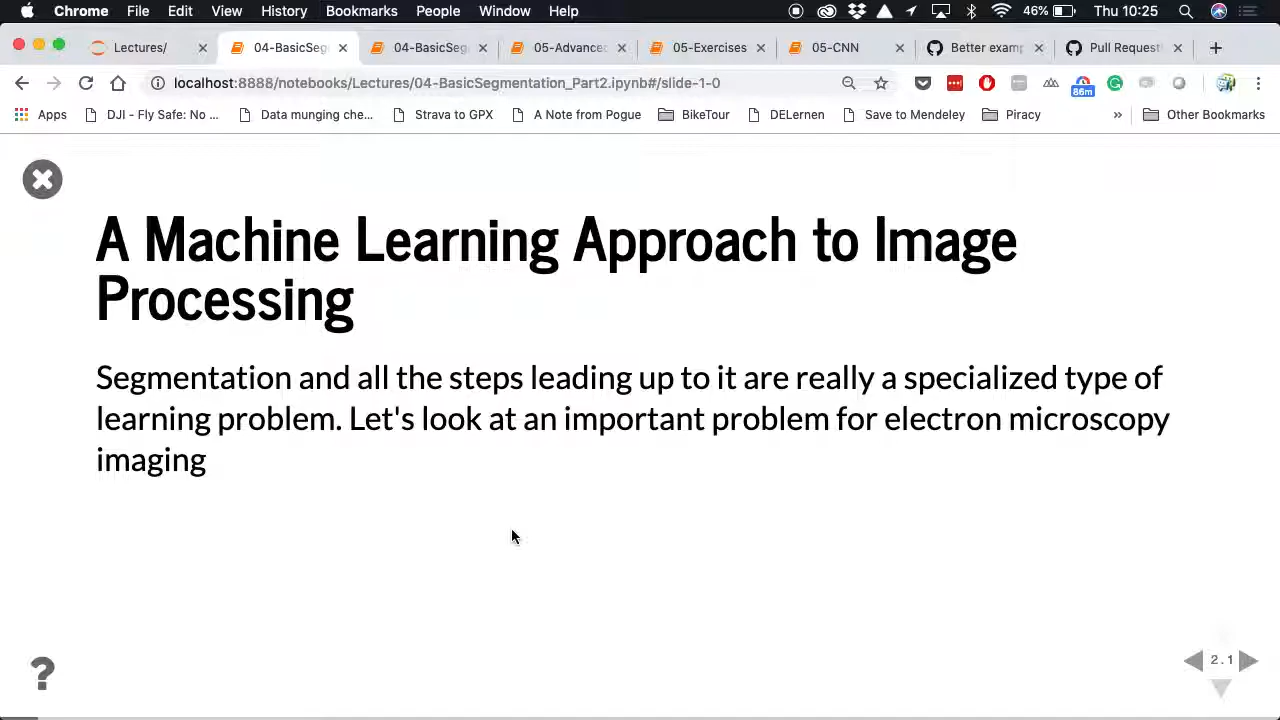 Chrome File Edit View History Bookmarks People Window Help 46% Thu 10:25
Lectures/ 04-BasicSeg 04-BasicSeg 05-Advance 05-Exercises 05-CNN Better examp Pull Request
localhost:8888/notebooks/Lectures/04-BasicSegmentation_Part2.ipynb#/slide-1-0 86m
Apps DJI - Fly Safe: No ... Data munging che... Strava to GPX A Note from Pogue BikeTour DELernen Save to Mendeley Piracy » Other Bookmarks
A Machine Learning Approach to Image
Processing
Segmentation and all the steps leading up to it are really a specialized type of
learning problem. Let's look at an important problem for electron microscopy
imaging
?
2.1